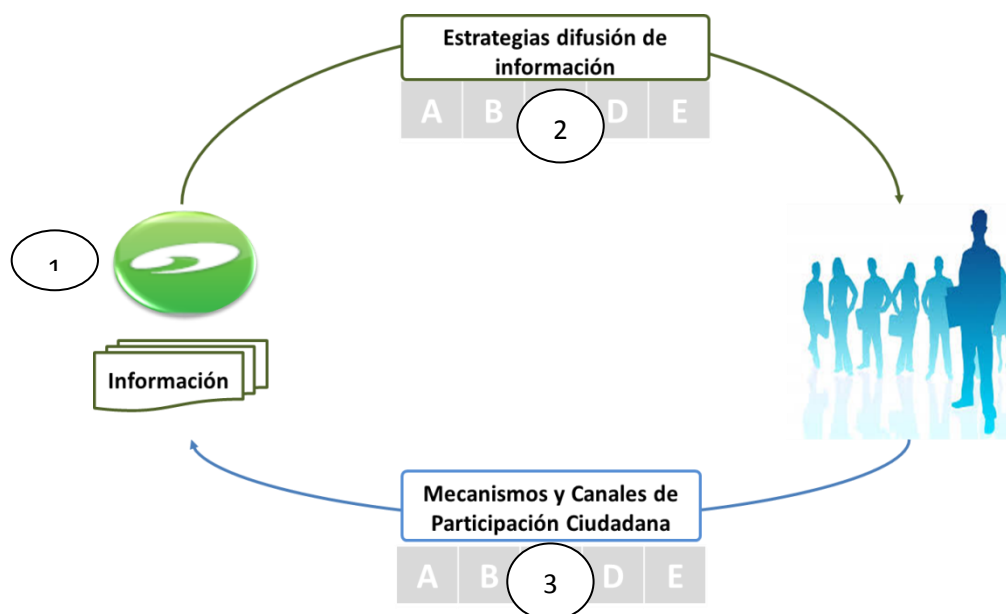 Estrategias difusión de
información
A B D E
2
1
Información
Mecanismos y Canales de
Participación Ciudadana
A B D E
3